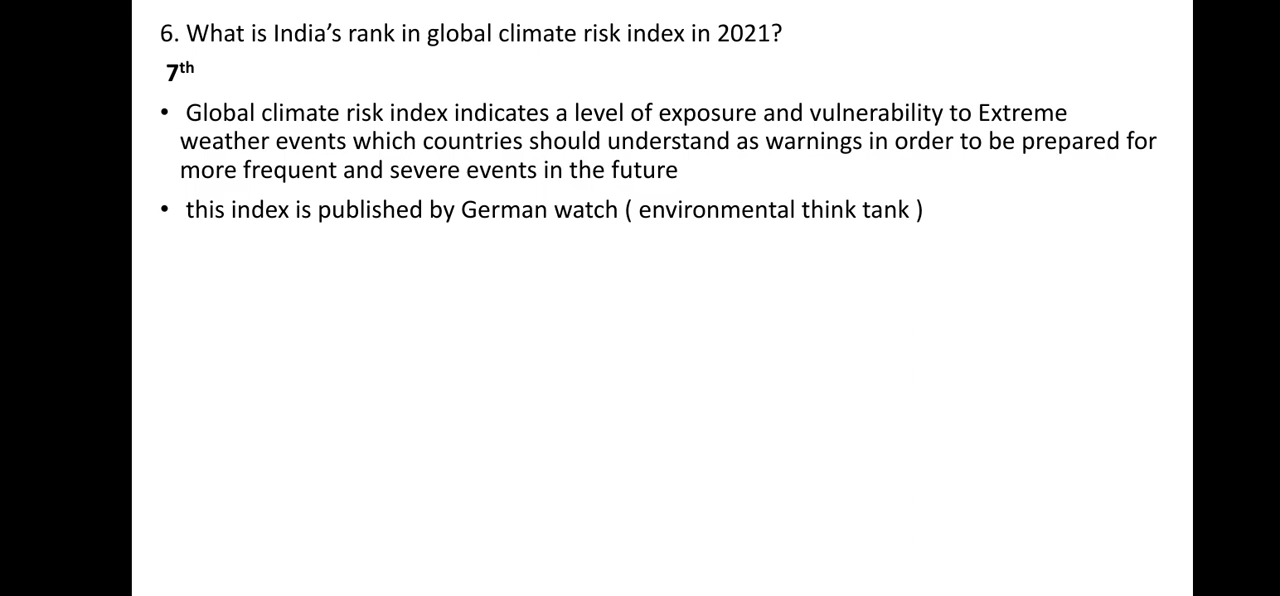 6. What is India’s rank in global climate risk index in 2021?
7th
• Global climate risk index indicates a level of exposure and vulnerability to Extreme
weather events which countries should understand as warnings in order to be prepared for
more frequent and severe events in the future
• this index is published by German watch ( environmental think tank )